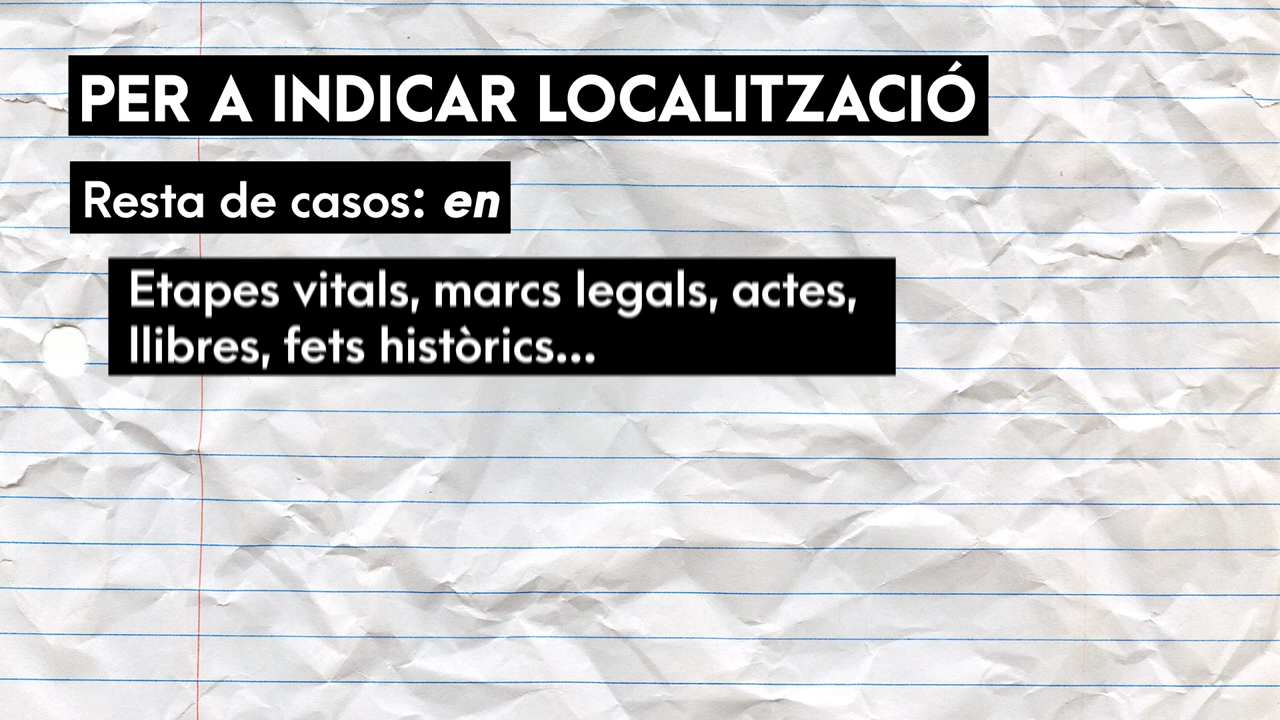 PER A INDICAR LOCALITZACIÓ
Resta de casos: en
Etapes vitals, marcs legals, actes,
llibres, fets històrics...